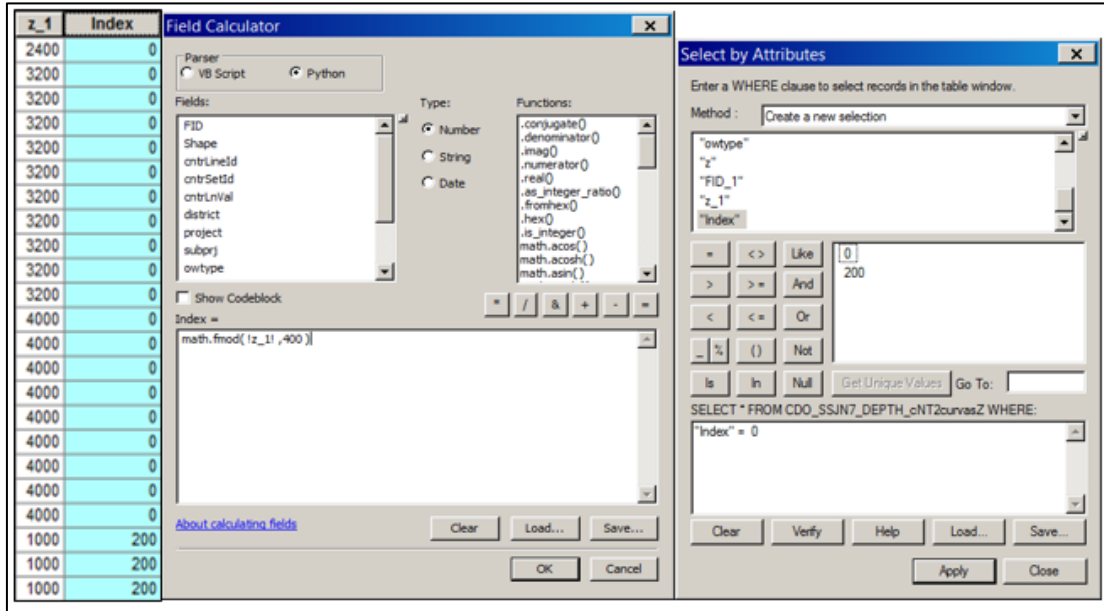 z_1 Index
2400 0
3200 0
3200 0
3200 0
3200 0
3200 0
3200 0
3200 0
3200 0
3200 0
3200 0
4000 0
4000 0
4000 0
4000 0
4000 0
4000 0
4000 0
4000 0
4000 0
1000 200
1000 200
1000 200
Field Calculator
Parser
VB Script Python
Fields:
FID
Shape
cntrLineId
cntrSetId
cntrLnVal
district
project
subprj
owtype
Type:
Number
String
Date
Functions:
.conjugate()
.denominator()
.imag()
.numerator()
.real()
.as_integer_ratio()
.fromhex()
.hex()
.is_integer()
math.acos( )
math.acosh( )
math.asin( )
Show Codeblock
* / & + - =
Index =
math.fmod( !z_1! ,400 )
About calculating fields
Clear Load... Save...
OK Cancel
Select by Attributes
Enter a WHERE clause to select records in the table window.
Method : Create a new selection
"owtype"
"z"
"FID_1"
"z_1"
"Index"
= <> Like
> > = And
< < = Or
_ % () Not
Is In Null
0
200
Get Unique Values Go To:
SELECT * FROM CDO_SSJN7_DEPTH_cNT2curvasZ WHERE:
"Index" = 0
Clear Verify Help Load... Save...
Apply Close